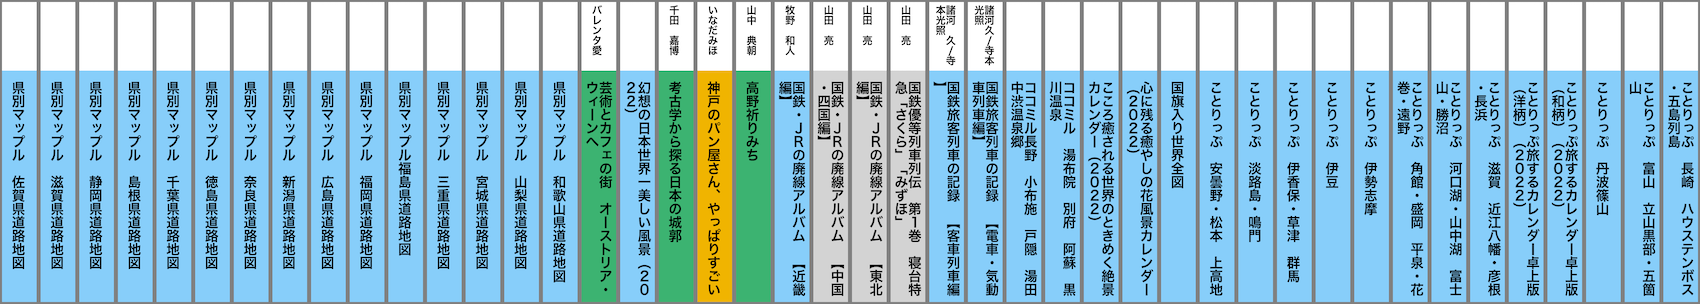 県別マップル　佐賀県道路地図
県別マップル　滋賀県道路地図
県別マップル　静岡県道路地図
県別マップル　島根県道路地図
県別マップル　千葉県道路地図
県別マップル　徳島県道路地図
県別マップル　奈良県道路地図
県別マップル　新潟県道路地図
県別マップル　広島県道路地図
県別マップル　福岡県道路地図
県別マップル福島県道路地図
県別マップル　三重県道路地図
県別マップル　宮城県道路地図
県別マップル　山梨県道路地図
県別マップル　和歌山県道路地図
バレンタ愛
芸術とカフェの街　オーストリア・
ウィーンへ
幻想の日本世界一美しい風景（２０
２２）
千田　嘉博
考古学から探る日本の城郭
いなだみほ
神戸のパン屋さん、やっぱりすごい
山中　典朝
高野祈りみち
牧野　和人
国鉄・ＪＲの廃線アルバム　【近畿
編】
山田　亮
国鉄・ＪＲの廃線アルバム　【中国
・四国編】
山田　亮
国鉄・ＪＲの廃線アルバム　【東北
編】
山田　亮
国鉄優等列車列伝　第１巻　寝台特
急「さくら」「みずほ」
諸河　久／寺
本光照
国鉄旅客列車の記録　【客車列車編
】
諸河久／寺本
光照
国鉄旅客列車の記録　【電車・気動
車列車編】
ココミル長野　小布施　戸隠　湯田
中渋温泉郷
ココミル　湯布院　別府　阿蘇　黒
川温泉
こころ癒される世界のときめく絶景
カレンダー（２０２２）
心に残る癒やしの花風景カレンダー
（２０２２）
国旗入り世界全図
ことりっぷ　安曇野・松本　上高地
ことりっぷ　淡路島・鳴門
ことりっぷ　伊香保・草津　群馬
ことりっぷ　伊豆
ことりっぷ　伊勢志摩
ことりっぷ　角館・盛岡　平泉・花
巻・遠野
ことりっぷ　河口湖・山中湖　富士
山・勝沼
ことりっぷ　滋賀　近江八幡・彦根
・長浜
ことりっぷ旅するカレンダー卓上版
（洋柄）（２０２２）
ことりっぷ旅するカレンダー卓上版
（和柄）（２０２２）
ことりっぷ　丹波篠山
ことりっぷ　富山　立山黒部・五箇
山
ことりっぷ　長崎　ハウステンボス
・五島列島